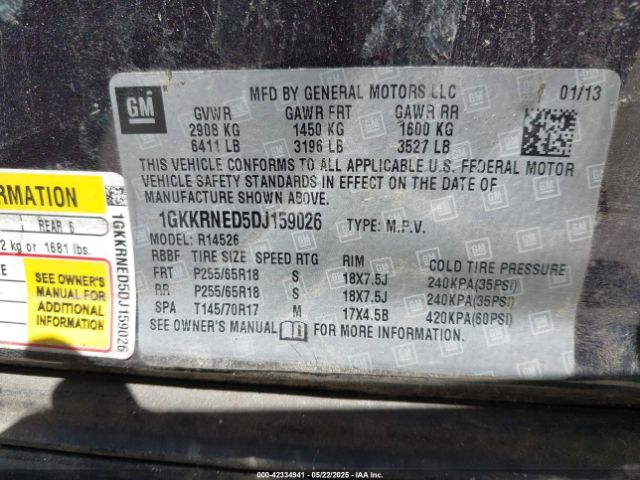 GM
MFD BY GENERAL MOTORS LLC 01/13
GVWR GAWR FRT GAWR RR
2908 KG 1450 KG 1600 KG
6411 LB 3196 LB 3527 LB
THIS VEHICLE CONFORMS TO ALL APPLICABLE U.S. FEDERAL MOTOR
VEHICLE SAFETY STANDARDS IN EFFECT ON THE DATE OF
MANUFACTURE SHOWN ABOVE.
1GKKRNED5DJ159026 TYPE: M.P.V.
MODEL: R14526
RBBF TIRE SIZE SPEED RTG RIM COLD TIRE PRESSURE
FRT P255/65R18 S 18X7.5J 240KPA(35PSI)
RR P255/65R18 S 18X7.5J 240KPA(35PSI)
SPA T145/70R17 M 17X4.5B 420KPA(60PSI)
SEE OWNER'S MANUAL FOR MORE INFORMATION.
REAR 6
or 1681 lbs.
SEE OWNER'S
MANUAL FOR
ADDITIONAL
INFORMATION
1GKKRNED5DJ159026
000-42334941 - 05/22/2025 - IAAI.COM